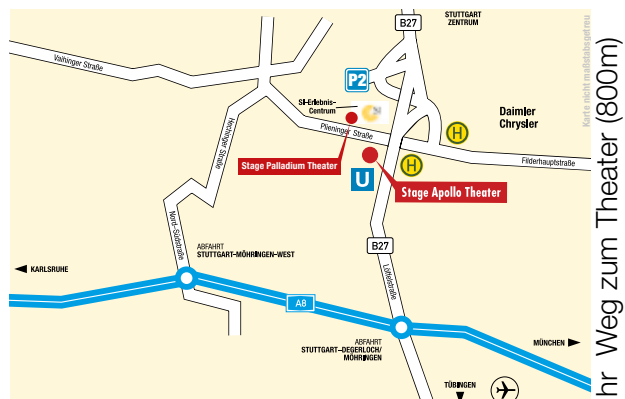 STUTTGART
ZENTRUM
B27
Vaihinger Straße
P2
SI-Erlebnis-
Centrum
Plieninger Straße
Daimler
Chrysler
H
H
Filderhauptstraße
Hechinger Straße
Stage Palladium Theater
U
Stage Apollo Theater
Nord-Südstraße
ABFAHRT
STUTTGART-MÖHRINGEN-WEST
B27
Löffelstraße
KARLSRUHE
A8
ABFAHRT
STUTTGART–DEGERLOCH/
MÖHRINGEN
MÜNCHEN
TÜBINGEN
Karte nicht maßstabsgetreu
hr Weg zum Theater (800m)